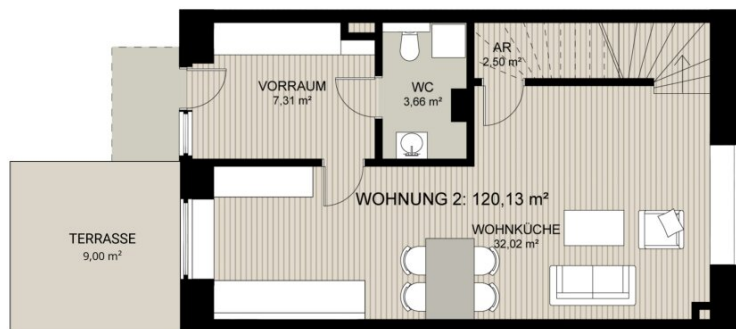 AR
2.50 m²
VORRAUM
7,31 m²
WC
3,66 m²
WOHNUNG 2: 120,13 m²
WOHNKÜCHE
32,02 m²
TERRASSE
9,00 m²